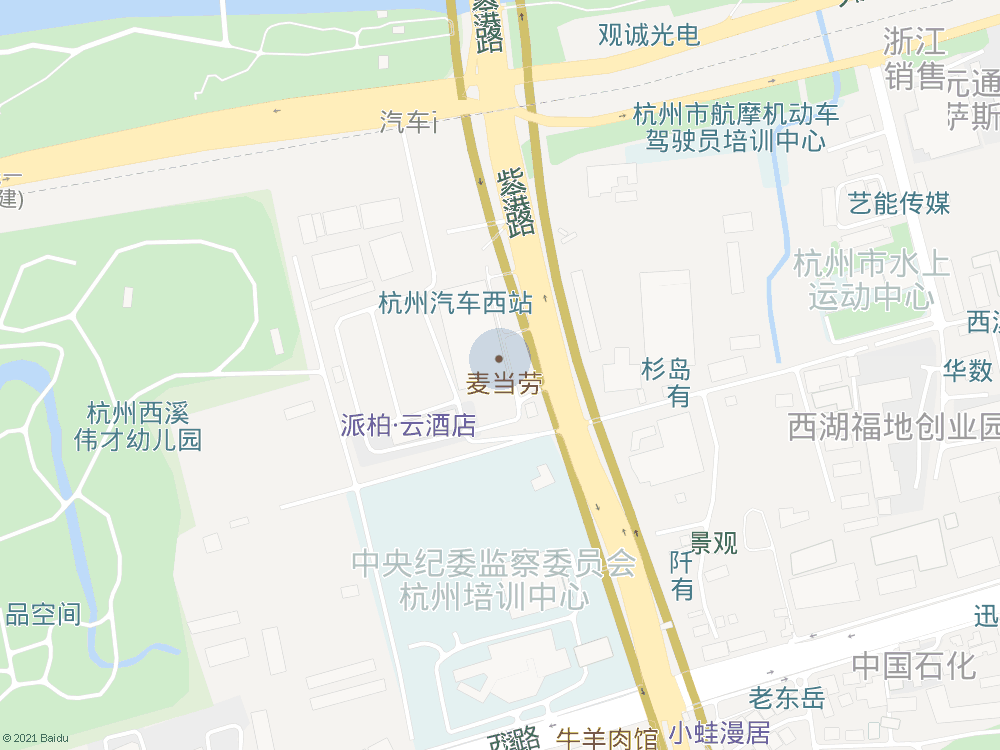 紫港路
观诚光电
浙江
销售
元通
萨斯
汽车
杭州市航摩机动车
驾驶员培训中心
建)
紫港路
艺能传媒
杭州市水上
运动中心
杭州汽车西站
西溪
麦当劳
杉岛
有
华数
杭州西溪
伟才幼儿园
派柏·云酒店
西湖福地创业园
景观
阡
有
中央纪委监察委员会
杭州培训中心
品空间
迅
中国石化
老东岳
西溪路
牛羊肉馆
小蛙漫居
© 2021 Baidu